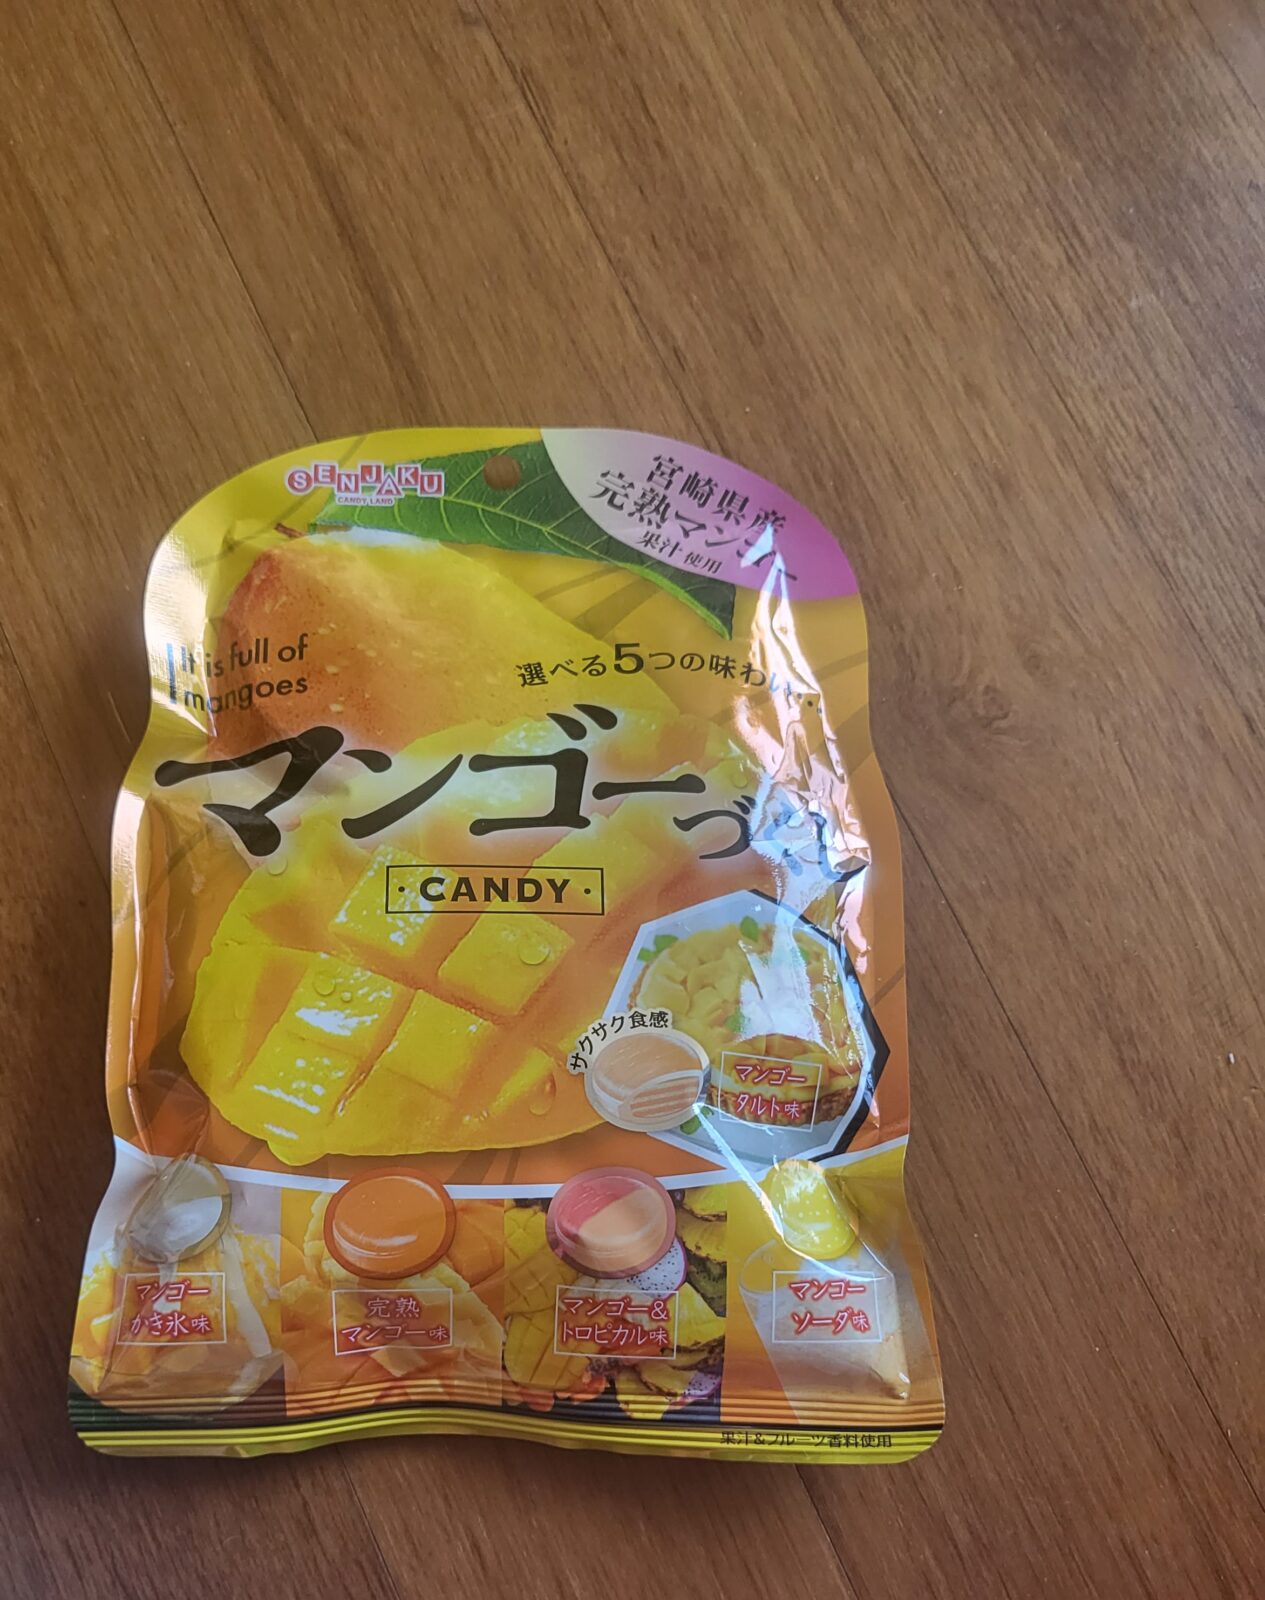 SENJAKU
CANDY LAND
宮崎県産
完熟マンゴー
果汁使用
It is full of
mangoes
選べる5つの味わい…
マンゴーづくし
・CANDY・
サクサク食感
マンゴー
タルト味
マンゴー
かき氷味
完熟
マンゴー味
マンゴー&
トロピカル味
マンゴー
ソーダ味
果汁&フルーツ香料使用